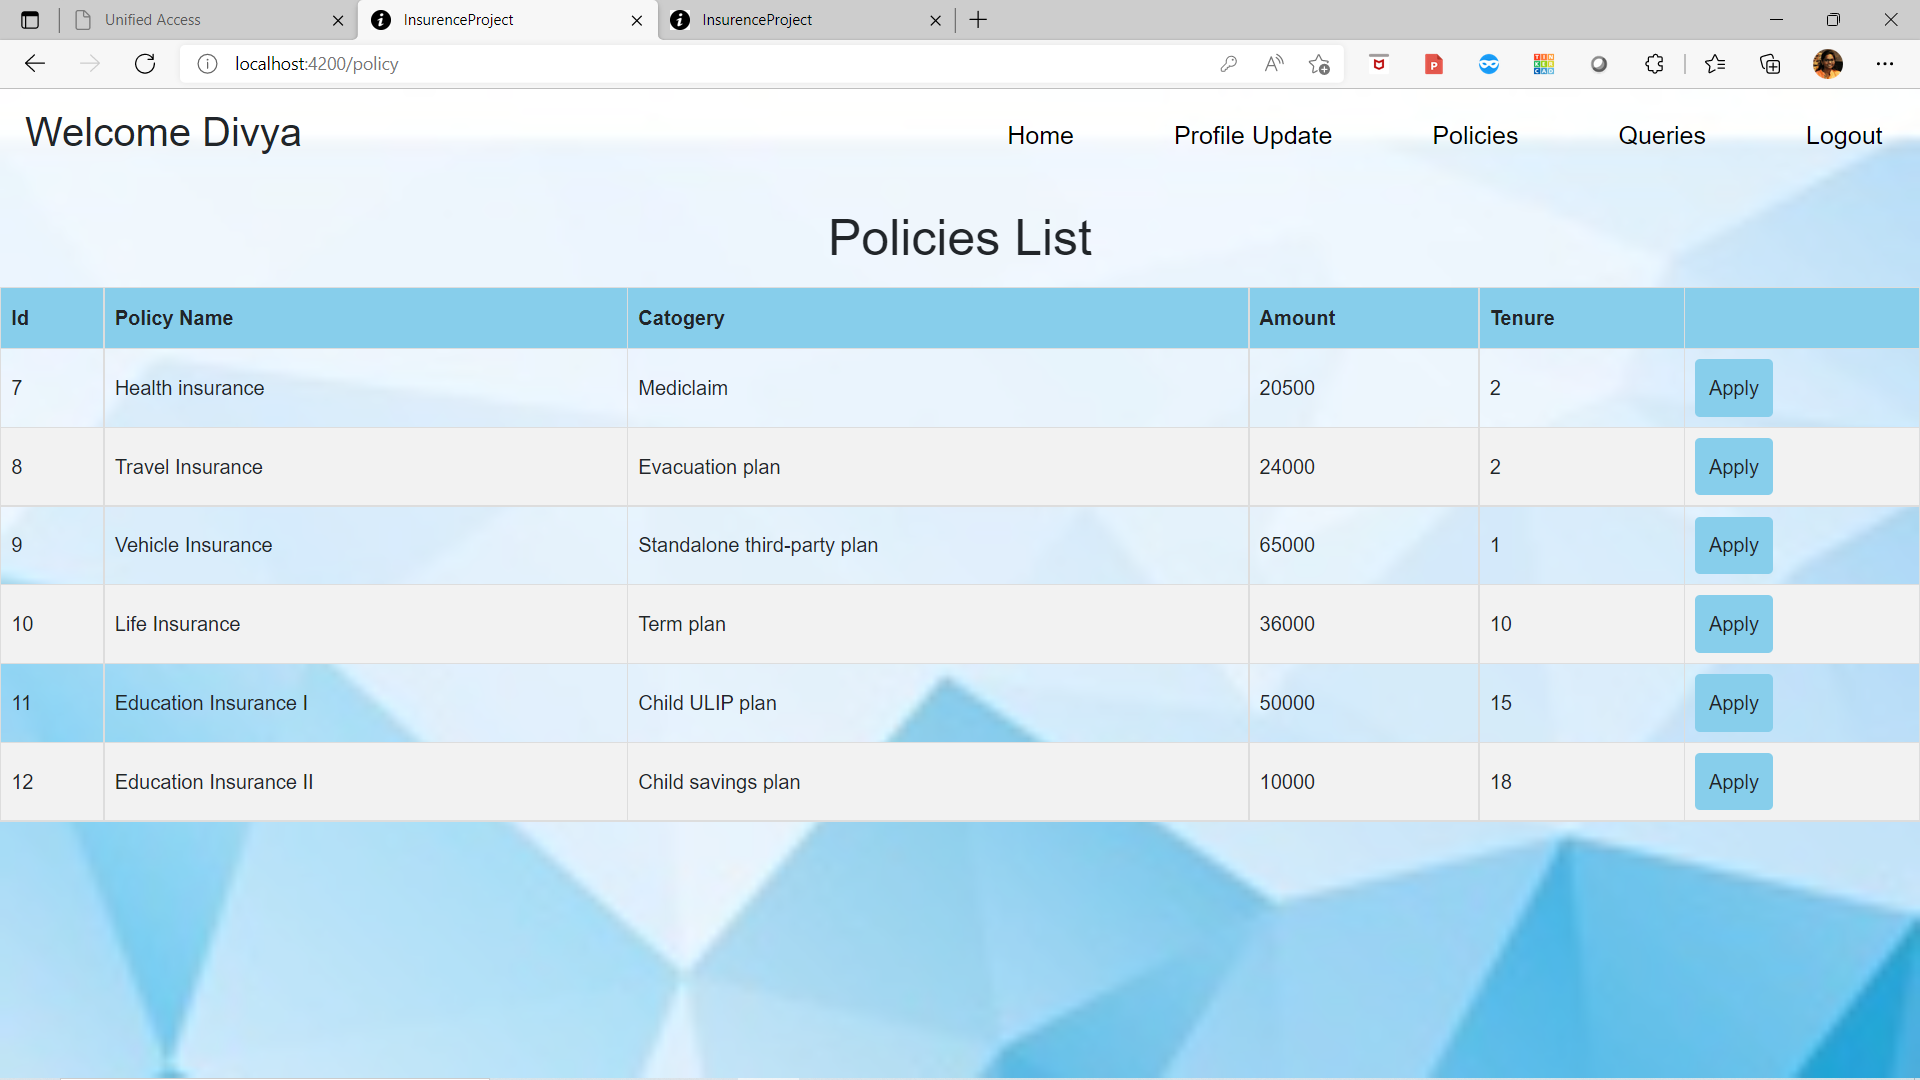 Unified Access
InsurenceProject
InsurenceProject
localhost:4200/policy
Welcome Divya
Home
Profile Update
Policies
Queries
Logout
Policies List
Id Policy Name Catogery Amount Tenure
7 Health insurance Mediclaim 20500 2 Apply
8 Travel Insurance Evacuation plan 24000 2 Apply
9 Vehicle Insurance Standalone third-party plan 65000 1 Apply
10 Life Insurance Term plan 36000 10 Apply
11 Education Insurance I Child ULIP plan 50000 15 Apply
12 Education Insurance II Child savings plan 10000 18 Apply